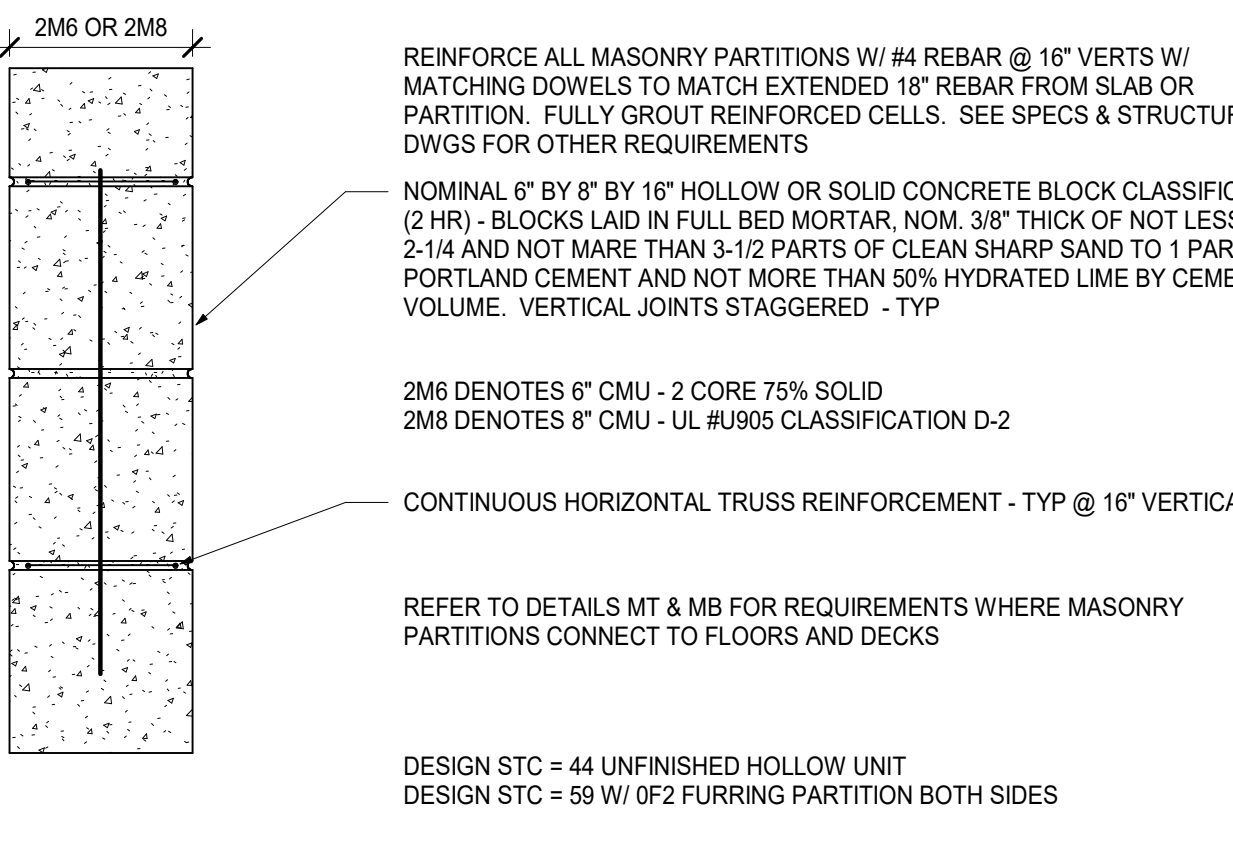 2M6 OR 2M8
REINFORCE ALL MASONRY PARTITIONS W/ #4 REBAR @ 16" VERTS W/
MATCHING DOWELS TO MATCH EXTENDED 18" REBAR FROM SLAB OR
PARTITION. FULLY GROUT REINFORCED CELLS. SEE SPECS &
DWGS FOR OTHER REQUIREMENTS
NOMINAL 6" BY 8" BY 16" HOLLOW OR SOLID CONCRETE BLOCK
(2 HR) - BLOCKS LAID IN FULL BED MORTAR, NOM. 3/8" THICK OF NOT
2-1/4 AND NOT MARE THAN 3-1/2 PARTS OF CLEAN SHARP SAND TO 1
PORTLAND CEMENT AND NOT MORE THAN 50% HYDRATED LIME BY
VOLUME. VERTICAL JOINTS STAGGERED - TYP
2M6 DENOTES 6" CMU - 2 CORE 75% SOLID
2M8 DENOTES 8" CMU - UL #U905 CLASSIFICATION D-2
CONTINUOUS HORIZONTAL TRUSS REINFORCEMENT - TYP @ 16"
REFER TO DETAILS MT & MB FOR REQUIREMENTS WHERE MASONRY
PARTITIONS CONNECT TO FLOORS AND DECKS
DESIGN STC = 44 UNFINISHED HOLLOW UNIT
DESIGN STC = 59 W/ 0F2 FURRING PARTITION BOTH SIDES